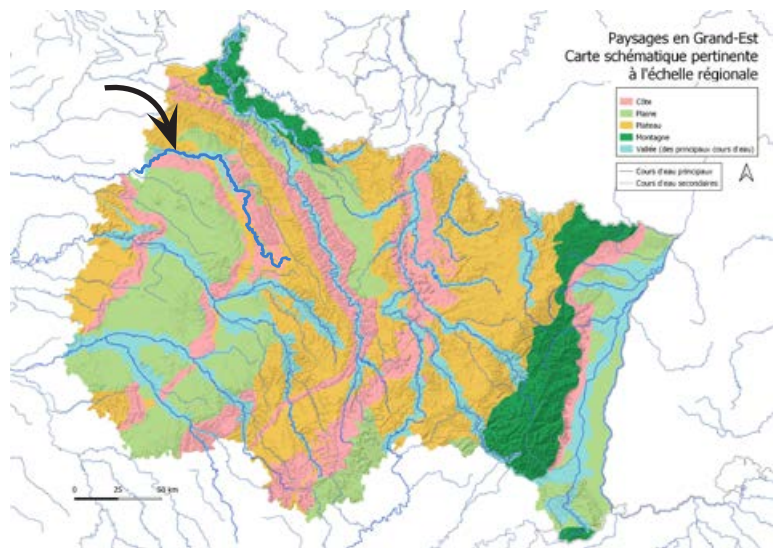 Paysages en Grand-Est
Carte schématique pertinente
à l'échelle régionale
Côte
Plaine
Plateau
Montagne
Vallée (des principaux cours d'eau)
Cours d'eau principaux
Cours d'eau secondaires
0 25 50 km